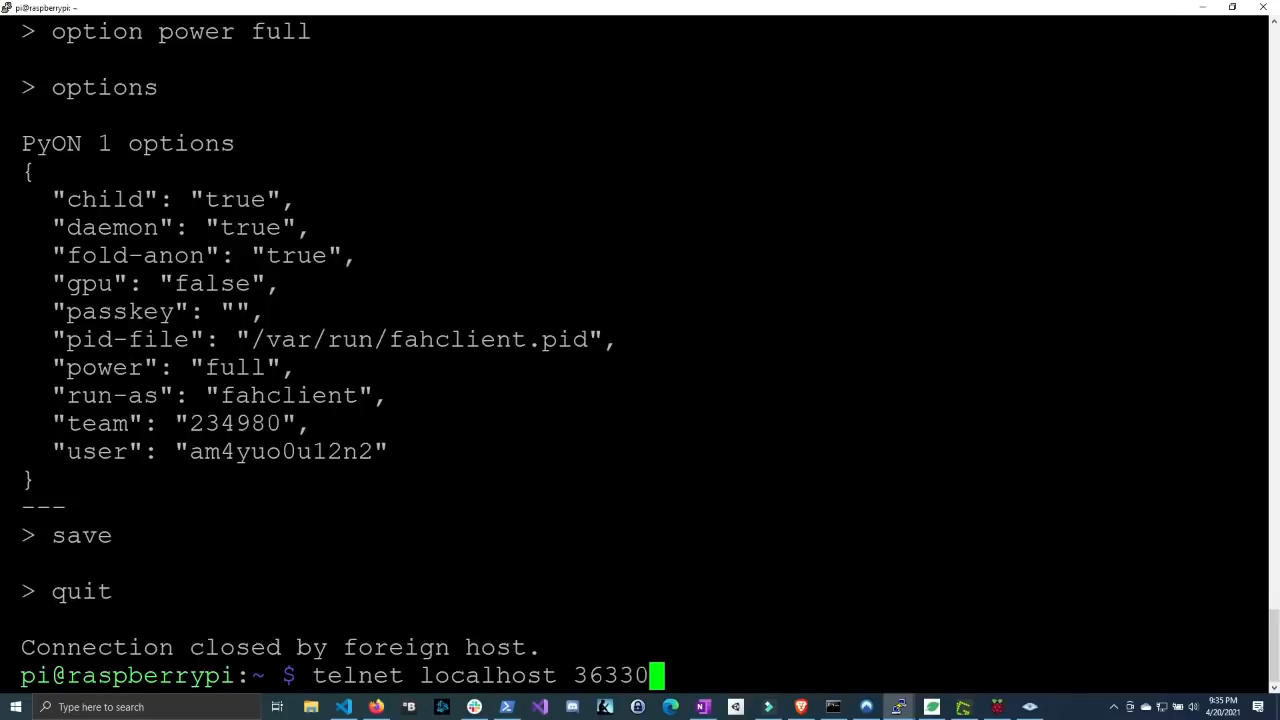 pi@raspberrypi: ~
> option power full
> options
PyON 1 options
{
"child": "true",
"daemon": "true",
"fold-anon": "true",
"gpu": "false",
"passkey": "",
"pid-file": "/var/run/fahclient.pid",
"power": "full",
"run-as": "fahclient",
"team": "234980",
"user": "am4yuo0u12n2"
}
---
> save
> quit
Connection closed by foreign host.
pi@raspberrypi:~ $ telnet localhost 36330
Type here to search
9:35 PM
4/20/2021